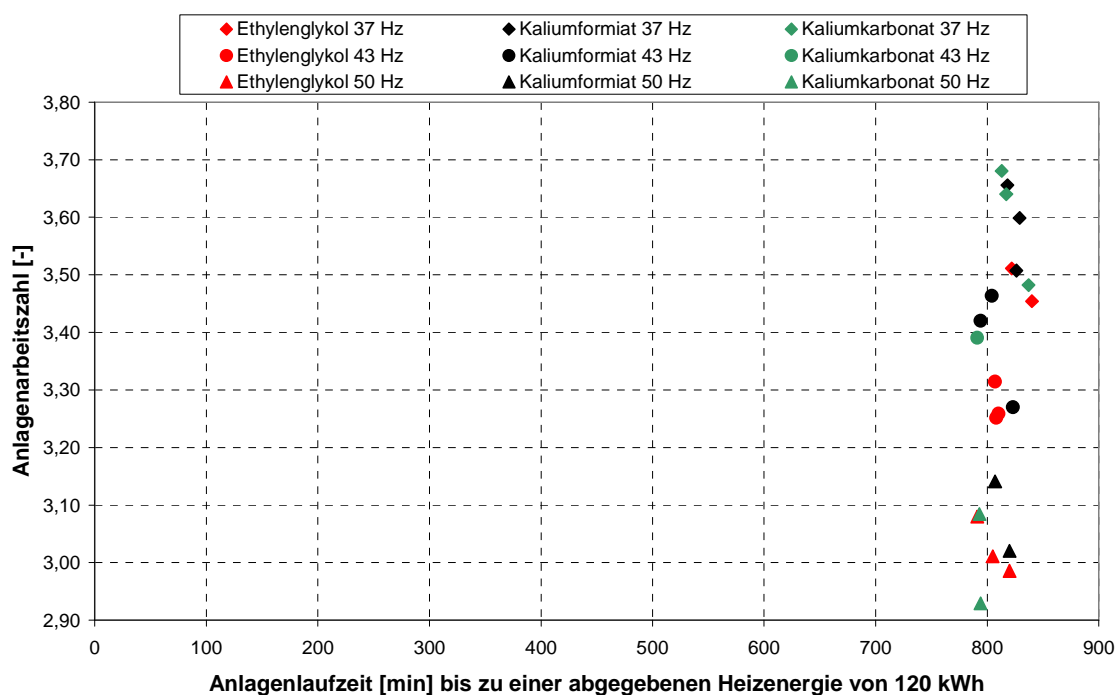 Ethylenglykol 37 Hz Kaliumformiat 37 Hz Kaliumkarbonat 37 Hz
Ethylenglykol 43 Hz Kaliumformiat 43 Hz Kaliumkarbonat 43 Hz
Ethylenglykol 50 Hz Kaliumformiat 50 Hz Kaliumkarbonat 50 Hz
Anlagenarbeitszahl [-]
3,80
3,70
3,60
3,50
3,40
3,30
3,20
3,10
3,00
2,90
0 100 200 300 400 500 600 700 800 900
Anlagenlaufzeit [min] bis zu einer abgegebenen Heizenergie von 120 kWh